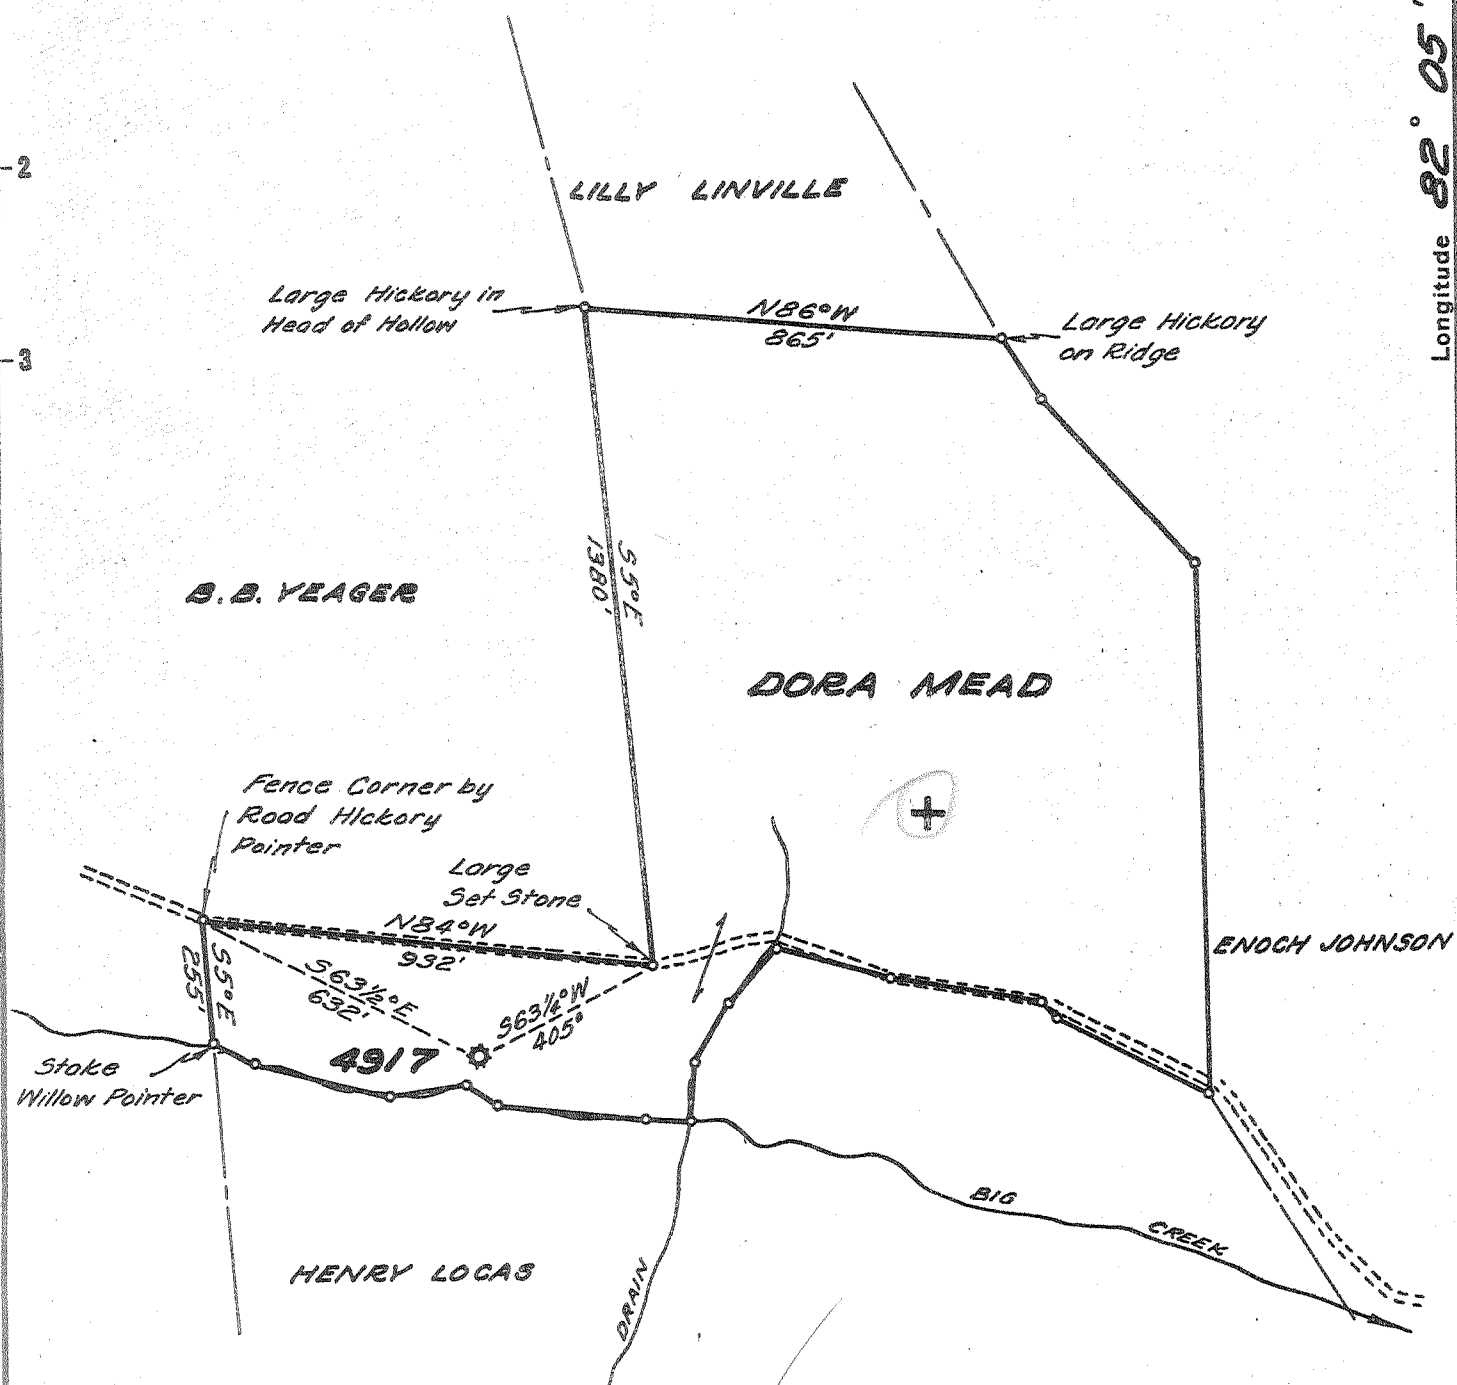 82° 05'
Longitude
2
LILLY LINVILLE
Large Hickory in
Head of Hollow
N86°W
865'
Large Hickory
on Ridge
3
S5°E
1380'
B.B. YEAGER
DORA MEAD
Fence Corner by
Road Hickory
Pointer
Large
Set Stone
N84°W
932'
ENOCH JOHNSON
S5°E
255'
S63½°E
632'
S63¼°W
405'
4917
Stake
Willow Pointer
BIG
CREEK
HENRY LOCAS
DRAIN